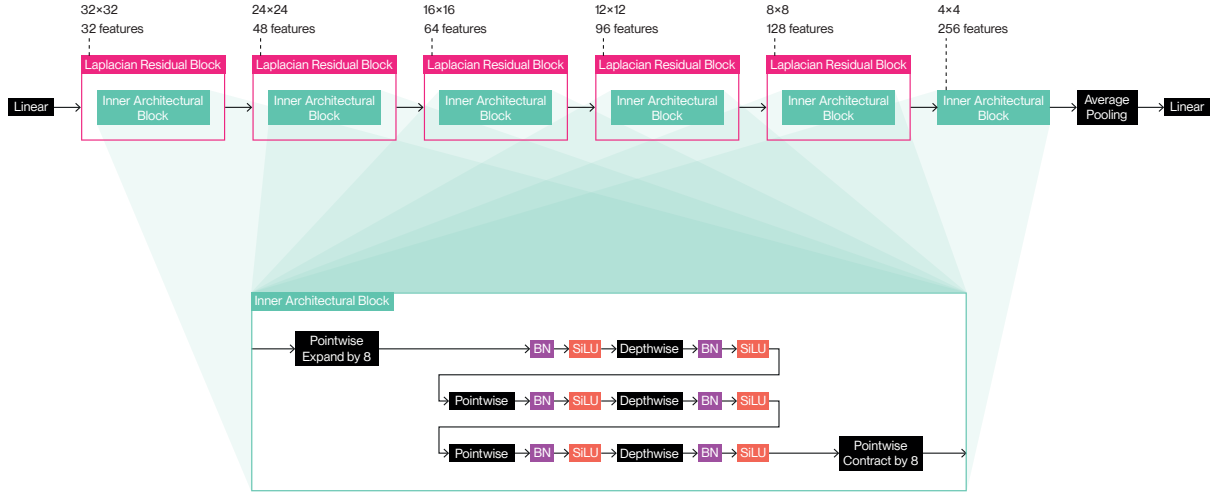 32×32
32 features
24×24
48 features
16×16
64 features
12×12
96 features
8×8
128 features
4×4
256 features
Laplacian Residual Block
Laplacian Residual Block
Laplacian Residual Block
Laplacian Residual Block
Laplacian Residual Block
Linear
Inner Architectural
Block
Inner Architectural
Block
Inner Architectural
Block
Inner Architectural
Block
Inner Architectural
Block
Inner Architectural
Block
Average
Pooling
Linear
Inner Architectural Block
Pointwise
Expand by 8
BN
SiLU
Depthwise
BN
SiLU
Pointwise
BN
SiLU
Depthwise
BN
SiLU
Pointwise
BN
SiLU
Depthwise
BN
SiLU
Pointwise
Contract by 8